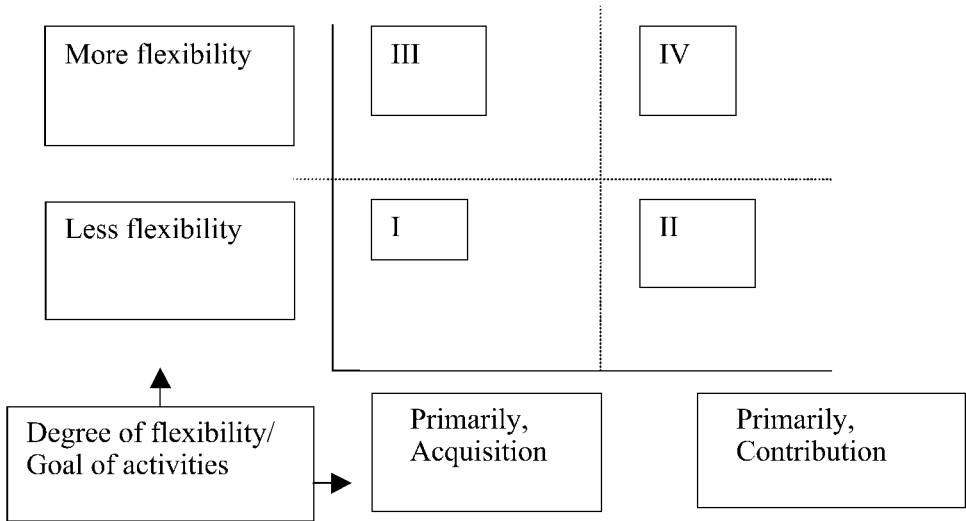 More flexibility
III
IV
Less flexibility
I
II
Degree of flexibility/
Goal of activities
Primarily,
Acquisition
Primarily,
Contribution